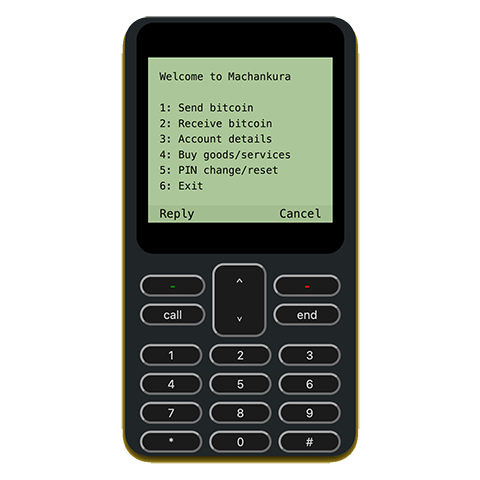 Welcome to Machankura
1: Send bitcoin
2: Receive bitcoin
3: Account details
4: Buy goods/services
5: PIN change/reset
6: Exit
Reply Cancel
- ^ -
call ˅ end
1 2 3
4 5 6
7 8 9
* 0 #